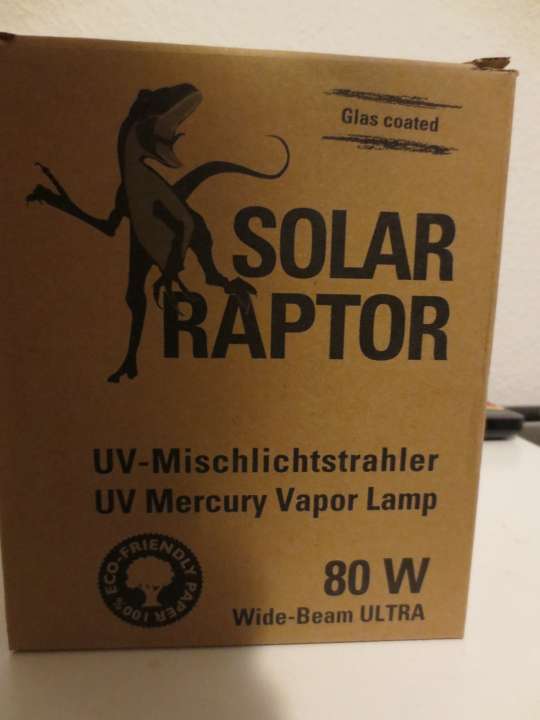 Glas coated
SOLAR
RAPTOR
UV-Mischlichtstrahler
UV Mercury Vapor Lamp
100% ECO-FRIENDLY PAPER
80 W
Wide-Beam ULTRA